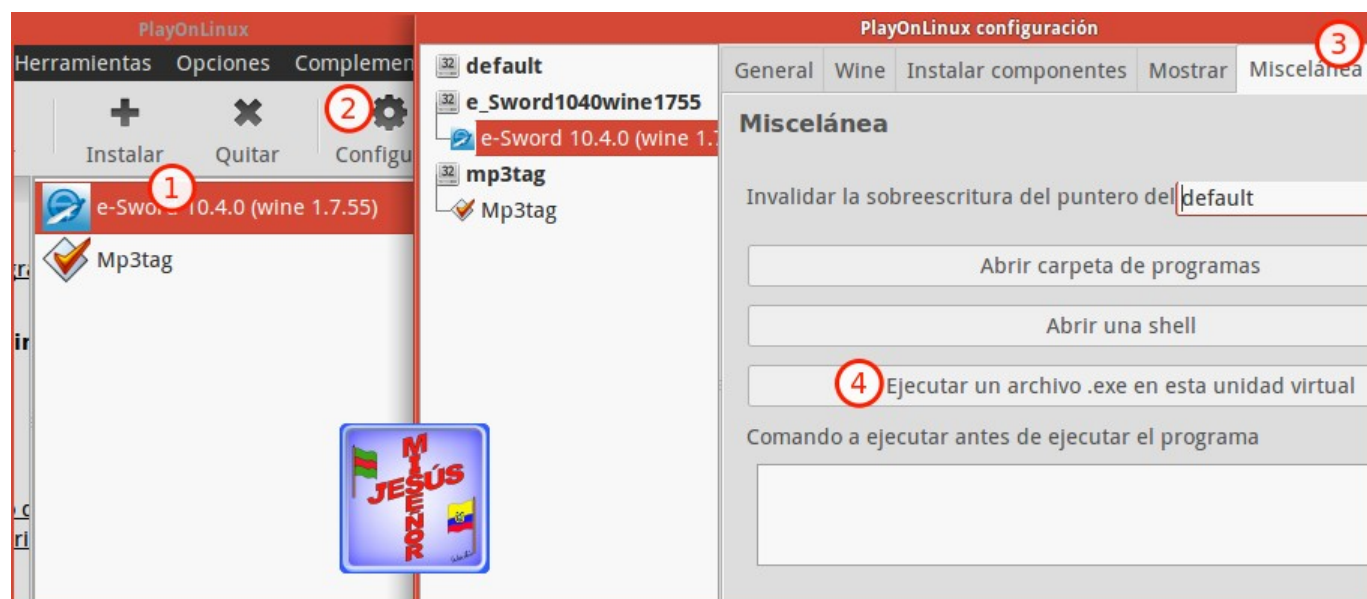 PlayOnLinux
Herramientas Opciones Complemen
2
Instalar Quitar Configu
1
e-Sword 10.4.0 (wine 1.7.55)
Mp3tag
PlayOnLinux configuración
3
default
e_Sword1040wine1755
e-Sword 10.4.0 (wine 1.7
mp3tag
Mp3tag
General Wine Instalar componentes Mostrar Miscelánea
Miscelánea
Invalidar la sobreescritura del puntero del default
Abrir carpeta de programas
Abrir una shell
4 Ejecutar un archivo .exe en esta unidad virtual
Comando a ejecutar antes de ejecutar el programa
JESÚS
MI SEÑOR